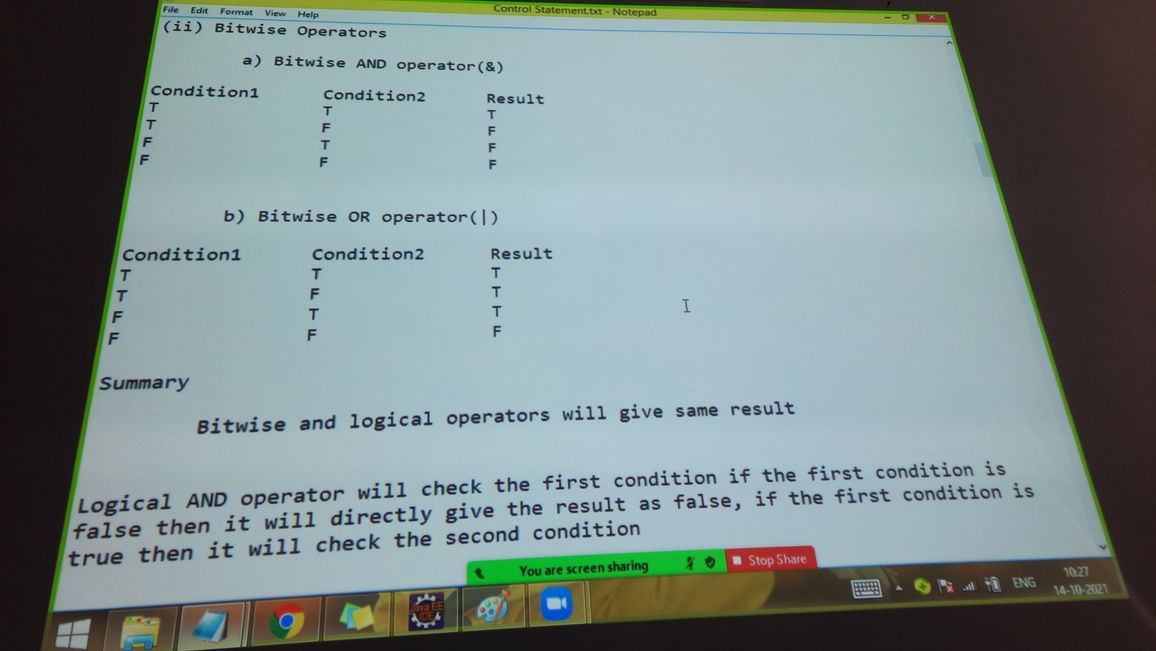 Control Statement.txt - Notepad
File Edit Format View Help
(ii) Bitwise Operators
a) Bitwise AND operator(&)
Condition1 Condition2 Result
T T T
T F F
F T F
F F F
b) Bitwise OR operator(|)
Condition1 Condition2 Result
T T T
T F T
F T T
F F F
Summary
Bitwise and logical operators will give same result
Logical AND operator will check the first condition if the first condition is
false then it will directly give the result as false, if the first condition is
true then it will check the second condition
You are screen sharing Stop Share
Java EE
IDE
ENG
10:27
14-10-2021